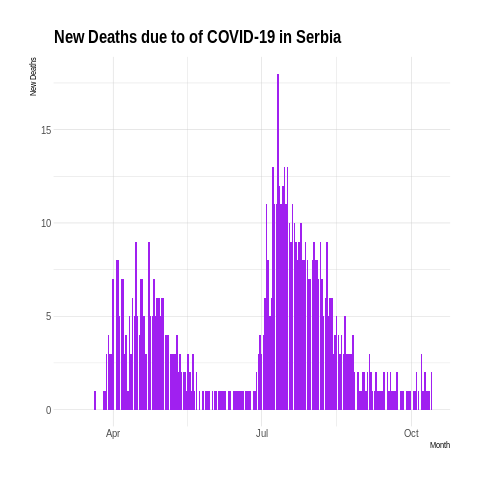 New Deaths due to of COVID-19 in Serbia
New Deaths
15
10
5
0
Apr
Jul
Oct
Month